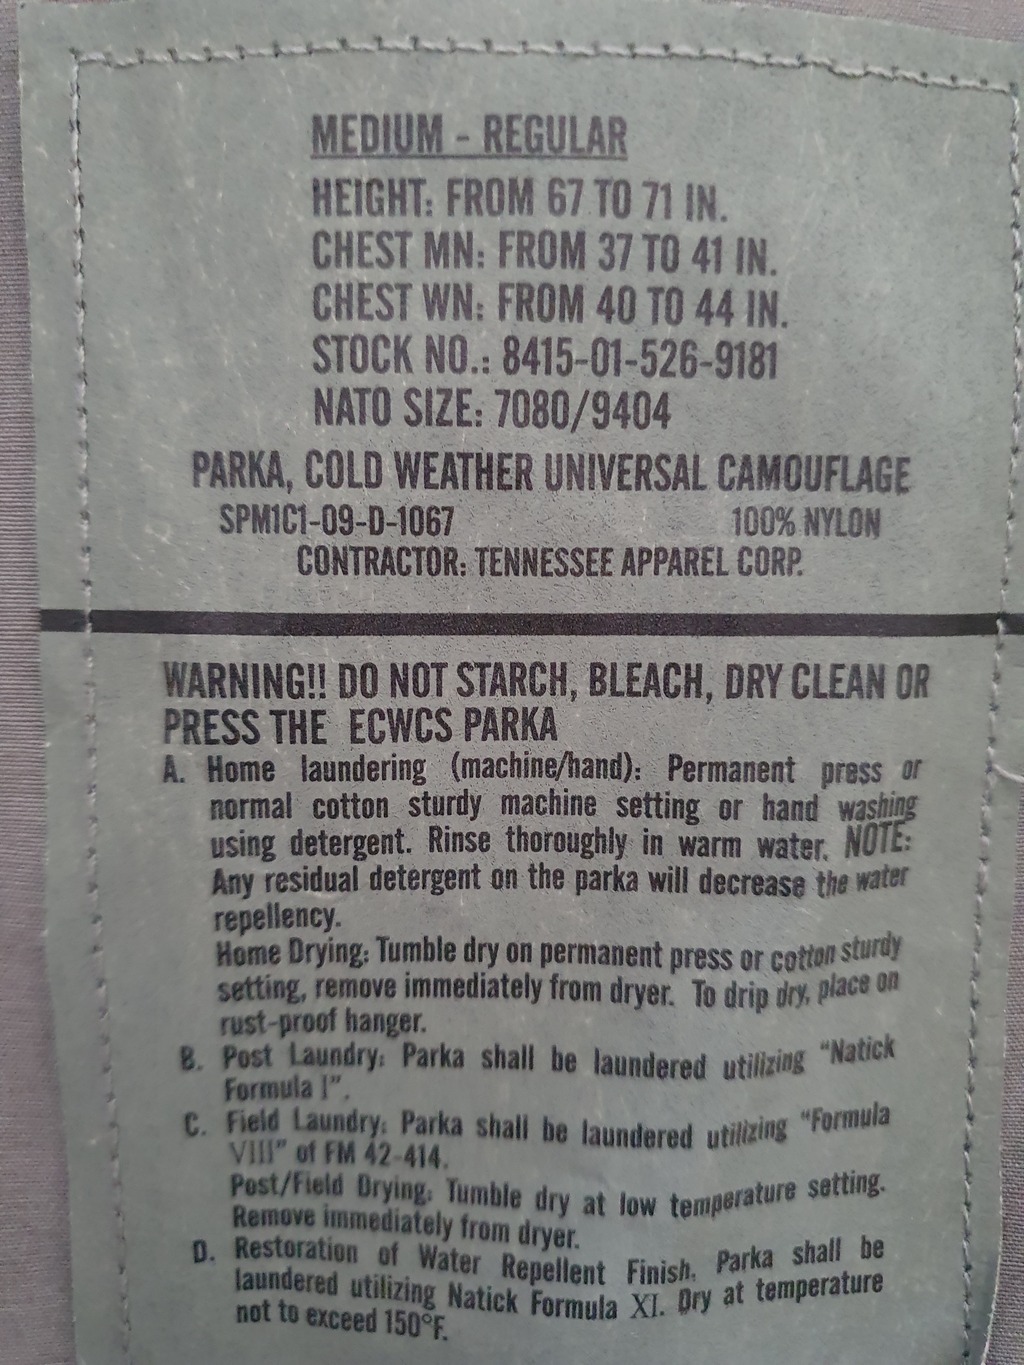 MEDIUM - REGULAR
HEIGHT: FROM 67 TO 71 IN.
CHEST MN: FROM 37 TO 41 IN.
CHEST WN: FROM 40 TO 44 IN.
STOCK NO.: 8415-01-526-9181
NATO SIZE: 7080/9404
PARKA, COLD WEATHER UNIVERSAL CAMOUFLAGE
SPM1C1-09-D-1067 100% NYLON
CONTRACTOR: TENNESSEE APPAREL CORP.
WARNING!! DO NOT STARCH, BLEACH, DRY CLEAN OR
PRESS THE ECWCS PARKA
A. Home laundering (machine/hand): Permanent press or
normal cotton sturdy machine setting or hand washing
using detergent. Rinse thoroughly in warm water. NOTE:
Any residual detergent on the parka will decrease the water
repellency.
Home Drying: Tumble dry on permanent press or cotton sturdy
setting, remove immediately from dryer. To drip dry, place on
rust-proof hanger.
B. Post Laundry: Parka shall be laundered utilizing "Natick
Formula I".
C. Field Laundry: Parka shall be laundered utilizing "Formula
VIII" of FM 42-414.
Post/Field Drying: Tumble dry at low temperature setting.
Remove immediately from dryer.
D. Restoration of Water Repellent Finish. Parka shall be
laundered utilizing Natick Formula XI. Dry at temperature
not to exceed 150°F.